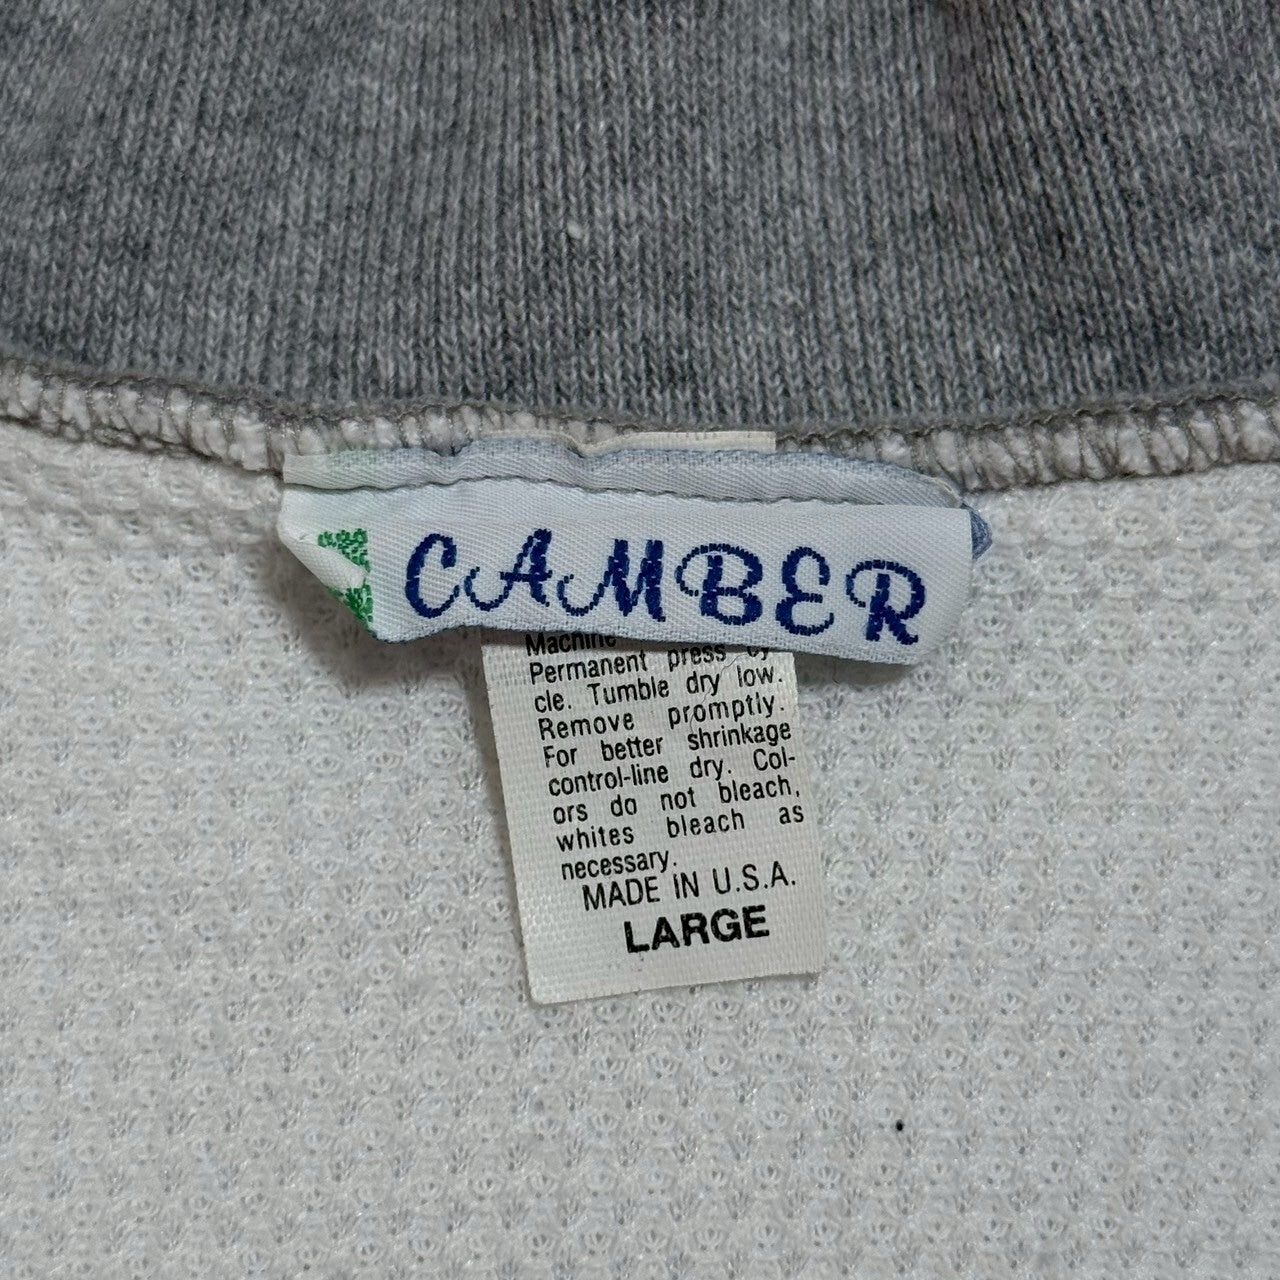 CAMBER
Machine
Permanent press cy
cle. Tumble dry low.
Remove promptly.
For better shrinkage
control-line dry. Col-
ors do not bleach,
whites bleach as
necessary.
MADE IN U.S.A.
LARGE